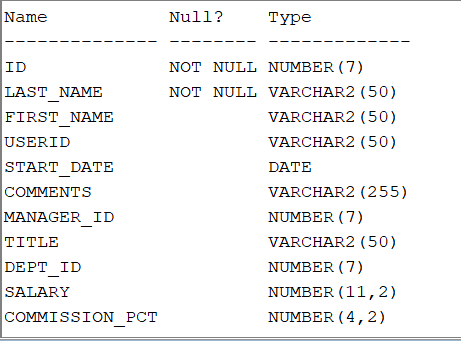 Name           Null?    Type
-------------- -------- -------------
ID             NOT NULL NUMBER(7)
LAST_NAME      NOT NULL VARCHAR2(50)
FIRST_NAME              VARCHAR2(50)
USERID                  VARCHAR2(50)
START_DATE              DATE
COMMENTS                VARCHAR2(255)
MANAGER_ID              NUMBER(7)
TITLE                   VARCHAR2(50)
DEPT_ID                 NUMBER(7)
SALARY                  NUMBER(11,2)
COMMISSION_PCT          NUMBER(4,2)